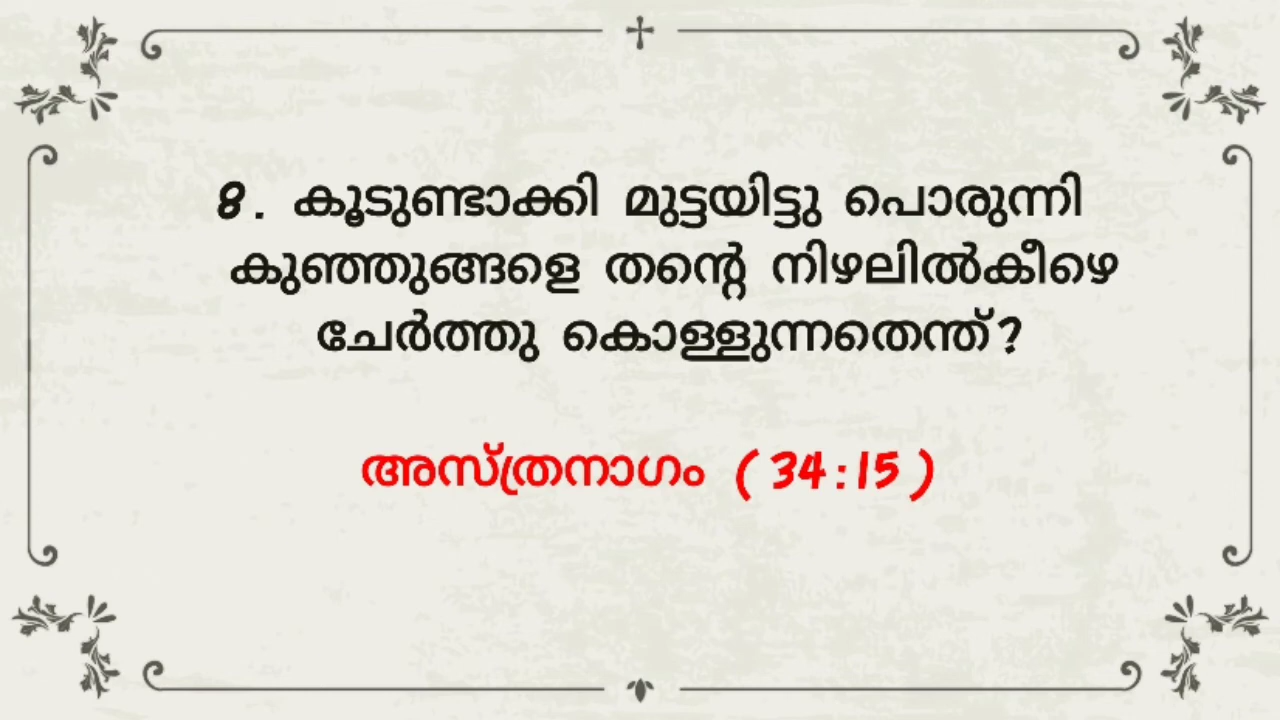 8. കൂടുണ്ടാക്കി മുട്ടയിട്ടു പൊരുന്നി
കുഞ്ഞുങ്ങളെ തന്റെ നിഴലിൽകീഴെ
ചേർത്തു കൊള്ളുന്നതെന്ത്?
അസ്ത്രനാഗം (34:15)